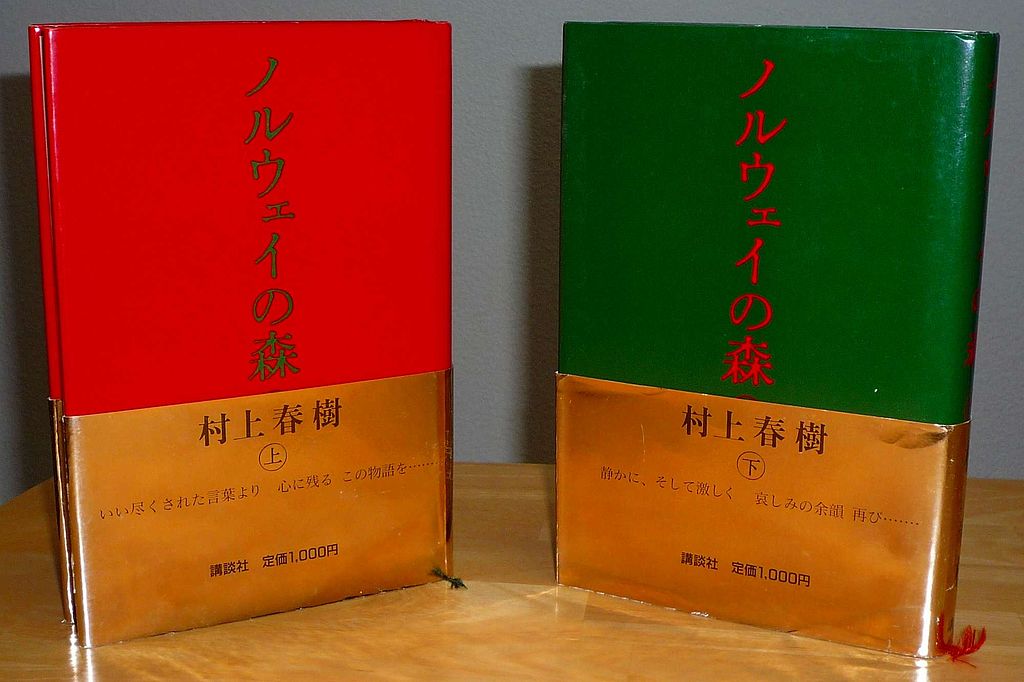 ノルウェイの森
村上春樹
上
いい尽くされた言葉より 心に残る この物語を……
講談社 定価1,000円
ノルウェイの森
村上春樹
下
静かに、そして激しく 哀しみの余韻 再び……
講談社 定価1,000円